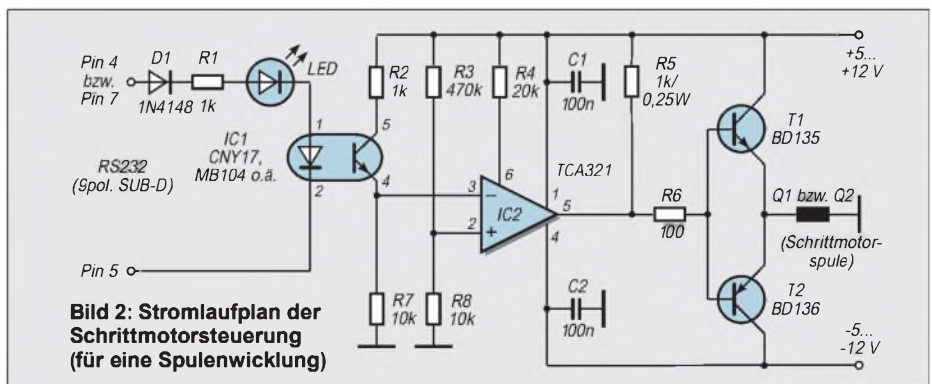 Pin 4
bzw.
Pin 7
D1
1N4148
R1
1k
LED
RS232
(9pol. SUB-D)
Pin 5
1
2
5
4
IC1
CNY17,
MB104 o.ä.
R2
1k
R3
470k
R4
20k
C1
100n
R5
1k/
0,25W
+5...
+12 V
T1
BD135
TCA321
3
2
6
1
5
4
–
+
IC2
R6
100
Q1 bzw. Q2
(Schrittmotor-
spule)
R7
10k
R8
10k
C2
100n
T2
BD136
-5...
-12 V
Bild 2: Stromlaufplan der
Schrittmotorsteuerung
(für eine Spulenwicklung)